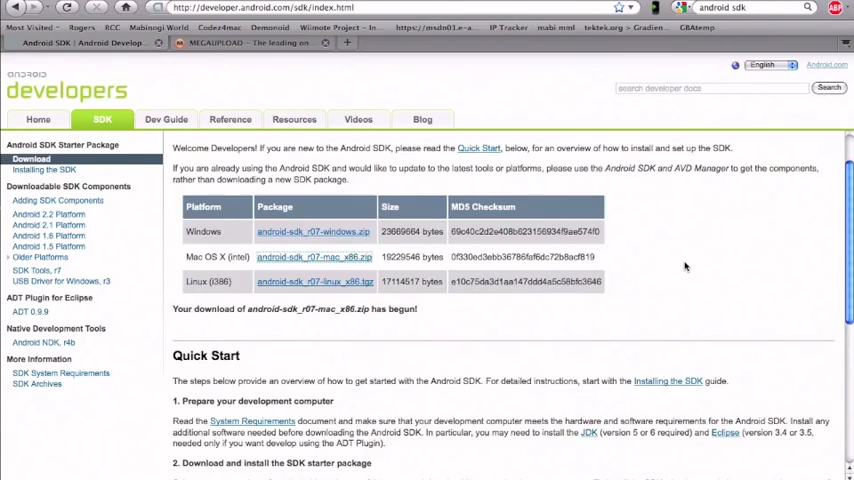 http://developer.android.com/sdk/index.html
android sdk
Most Visited
Rogers
RCC
Mabinogi World
Codez4mac
Demonoid
Wiimote Project -...
https://msdn01.e-a...
IP Tracker
mabi mml
tektek.org > Gradien...
GBAtemp
Android SDK | Android Develop...
MEGAUPLOAD - The leading on...
English
Android.com
android
developers
search developer docs
Search
Home
SDK
Dev Guide
Reference
Resources
Videos
Blog
Android SDK Starter Package
Download
Installing the SDK
Downloadable SDK Components
Adding SDK Components
Android 2.2 Platform
Android 2.1 Platform
Android 1.6 Platform
Android 1.5 Platform
Older Platforms
SDK Tools, r7
USB Driver for Windows, r3
ADT Plugin for Eclipse
ADT 0.9.9
Native Development Tools
Android NDK, r4b
More Information
SDK System Requirements
SDK Archives
Welcome Developers! If you are new to the Android SDK, please read the Quick Start, below, for an overview of how to install and set up the SDK.
If you are already using the Android SDK and would like to update to the latest tools or platforms, please use the Android SDK and AVD Manager to get the components,
rather than downloading a new SDK package.
Platform Package Size MD5 Checksum
Windows android-sdk_r07-windows.zip 23669664 bytes 69c40c2d2e408b623156934f9ae574f0
Mac OS X (intel) android-sdk_r07-mac_x86.zip 19229546 bytes 0f330ed3ebb36786faf6dc72b8acf819
Linux (i386) android-sdk_r07-linux_x86.tgz 17114517 bytes e10c75da3d1aa147ddd4a5c58bfc3646
Your download of android-sdk_r07-mac_x86.zip has begun!
Quick Start
The steps below provide an overview of how to get started with the Android SDK. For detailed instructions, start with the Installing the SDK guide.
1. Prepare your development computer
Read the System Requirements document and make sure that your development computer meets the hardware and software requirements for the Android SDK. Install any
additional software needed before downloading the Android SDK. In particular, you may need to install the JDK (version 5 or 6 required) and Eclipse (version 3.4 or 3.5,
needed only if you want develop using the ADT Plugin).
2. Download and install the SDK starter package